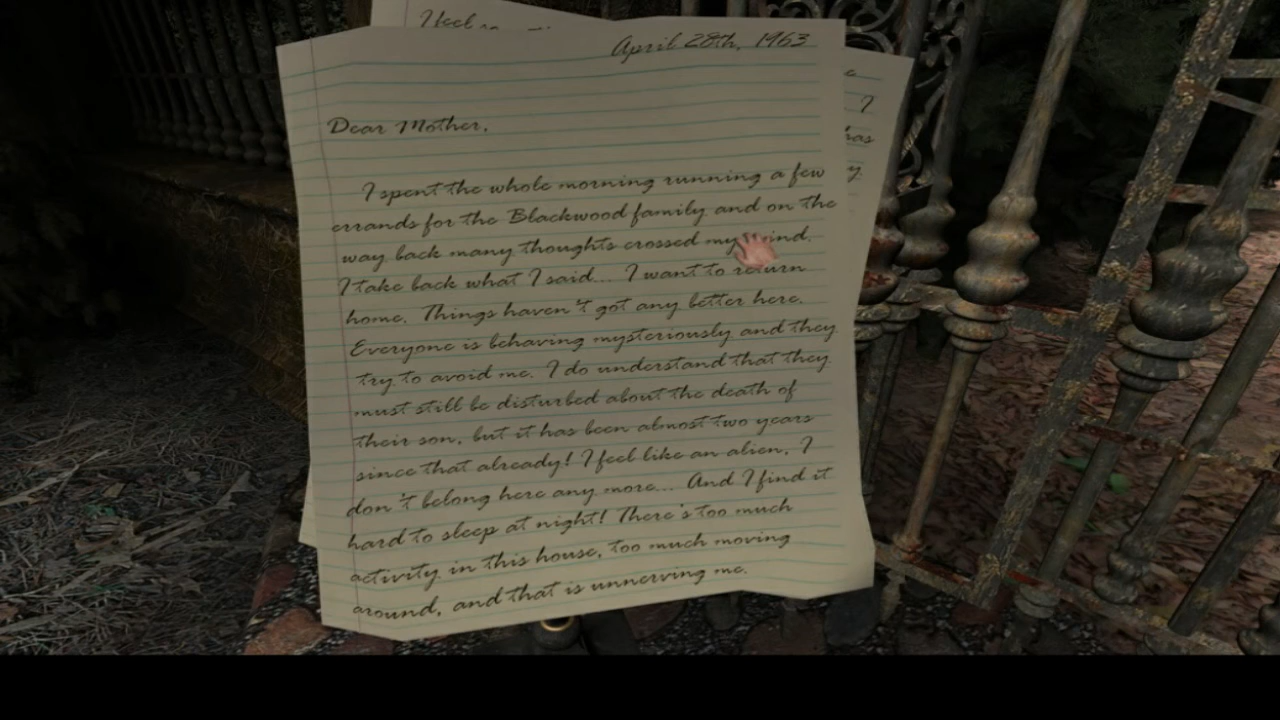 I feel
April 28th, 1963
a
I
has
y
Dear Mother,
I spent the whole morning running a few
errands for the Blackwood family and on the
way back many thoughts crossed my ind.
I take back what I said... I want to return
home. Things haven't got any better here.
Everyone is behaving mysteriously and they
try to avoid me. I do understand that they
must still be disturbed about the death of
their son, but it has been almost two years
since that already! I feel like an alien, I
don't belong here any more... And I find it
hard to sleep at night! There's too much
activity in this house, too much moving
around, and that is unnerving me.